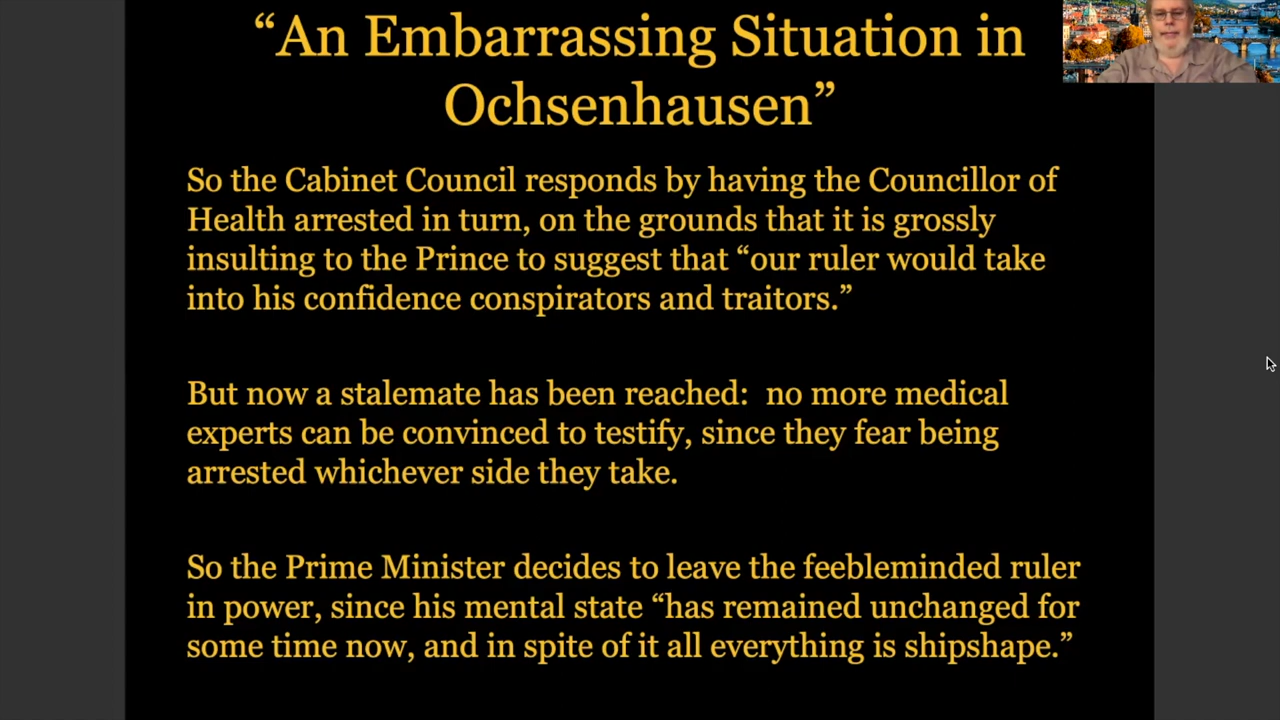 “An Embarrassing Situation in
Ochsenhausen”
So the Cabinet Council responds by having the Councillor of
Health arrested in turn, on the grounds that it is grossly
insulting to the Prince to suggest that “our ruler would take
into his confidence conspirators and traitors.”
But now a stalemate has been reached:  no more medical
experts can be convinced to testify, since they fear being
arrested whichever side they take.
So the Prime Minister decides to leave the feebleminded ruler
in power, since his mental state “has remained unchanged for
some time now, and in spite of it all everything is shipshape.”